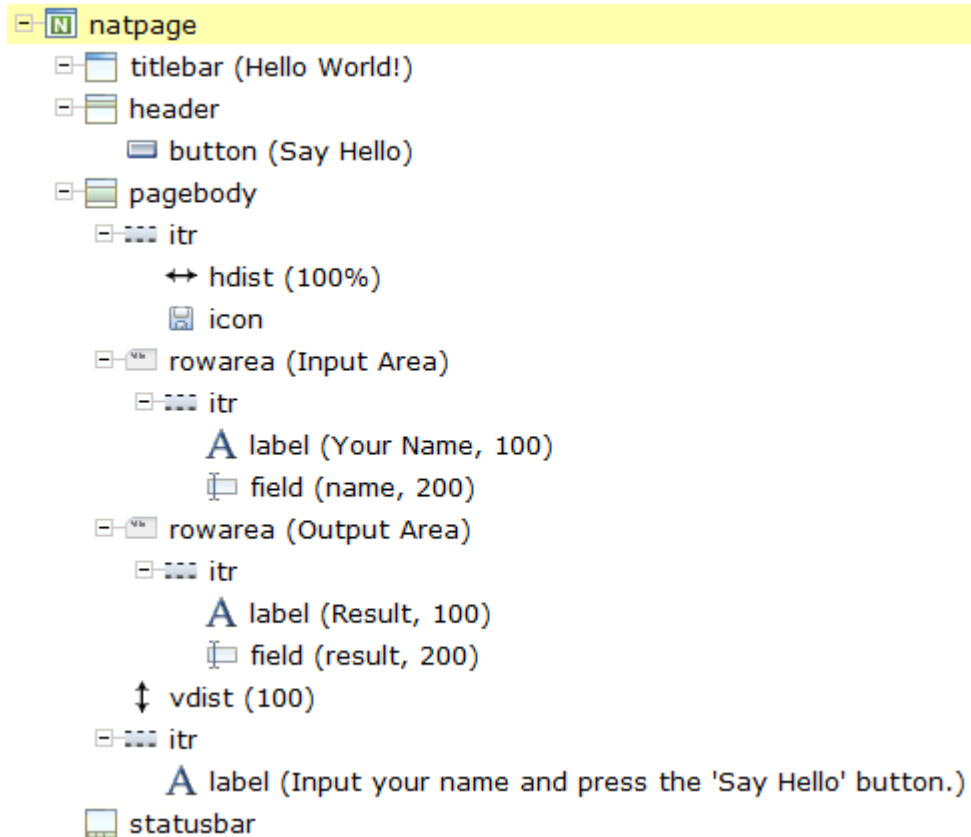 natpage
titlebar (Hello World!)
header
button (Say Hello)
pagebody
itr
hdist (100%)
icon
rowarea (Input Area)
itr
label (Your Name, 100)
field (name, 200)
rowarea (Output Area)
itr
label (Result, 100)
field (result, 200)
vdist (100)
itr
label (Input your name and press the 'Say Hello' button.)
statusbar